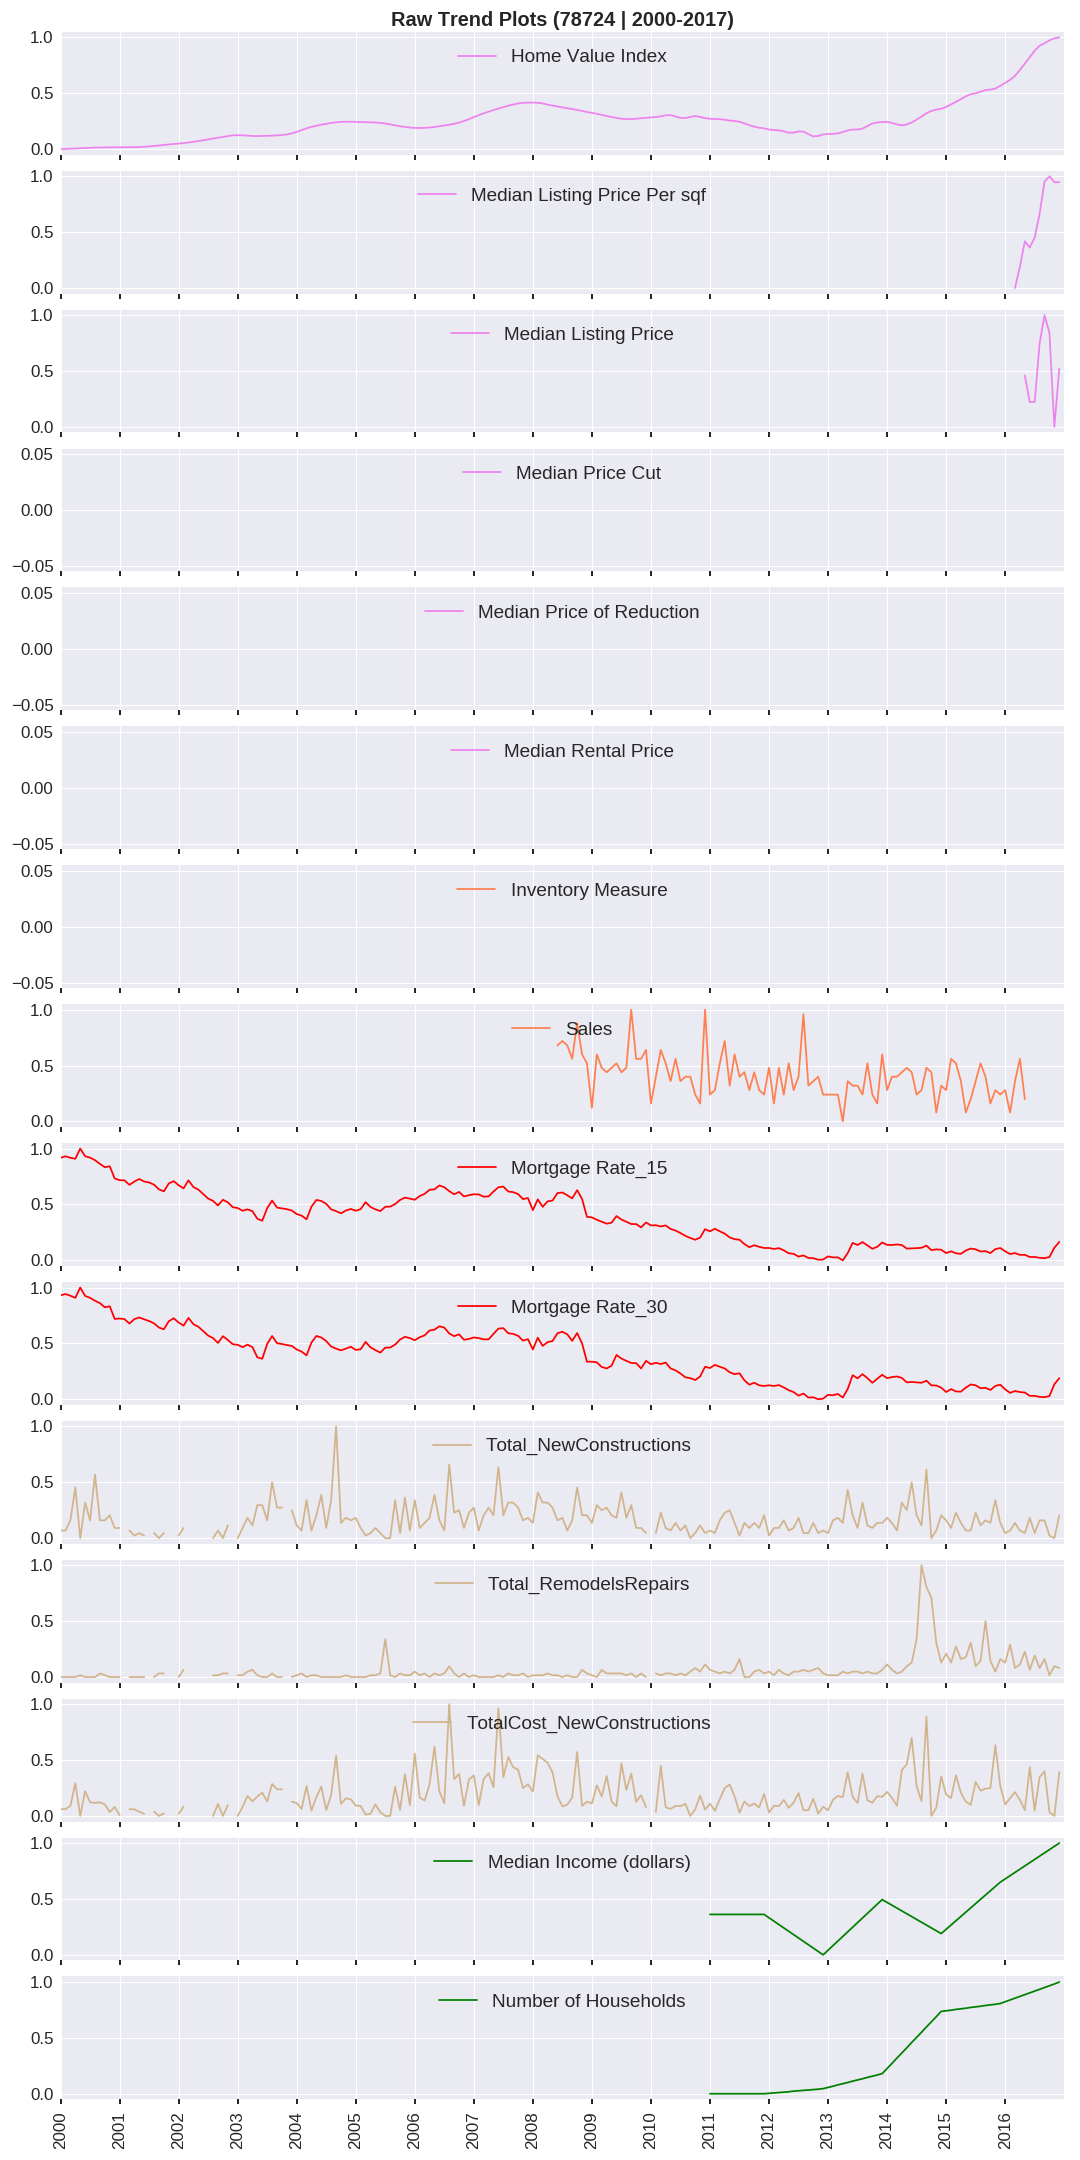 Raw Trend Plots (78724 | 2000-2017)
1.0
Home Value Index
0.5
0.0
1.0
Median Listing Price Per sqf
0.5
0.0
1.0
Median Listing Price
0.5
0.0
0.05
Median Price Cut
0.00
−0.05
0.05
Median Price of Reduction
0.00
−0.05
0.05
Median Rental Price
0.00
−0.05
0.05
Inventory Measure
0.00
−0.05
1.0
Sales
0.5
0.0
1.0
Mortgage Rate_15
0.5
0.0
1.0
Mortgage Rate_30
0.5
0.0
1.0
Total_NewConstructions
0.5
0.0
1.0
Total_RemodelsRepairs
0.5
0.0
1.0
TotalCost_NewConstructions
0.5
0.0
1.0
Median Income (dollars)
0.5
0.0
1.0
Number of Households
0.5
0.0
2000 2001 2002 2003 2004 2005 2006 2007 2008 2009 2010 2011 2012 2013 2014 2015 2016